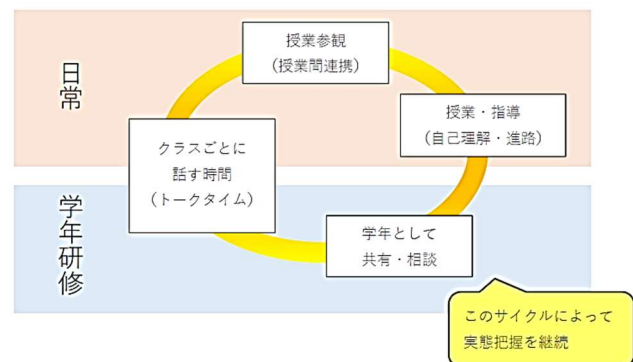 授業参観
(授業間連携)
日常
授業・指導
(自己理解・進路)
クラスごとに
話す時間
(トークタイム)
学年研修
学年として
共有・相談
このサイクルによって
実態把握を継続